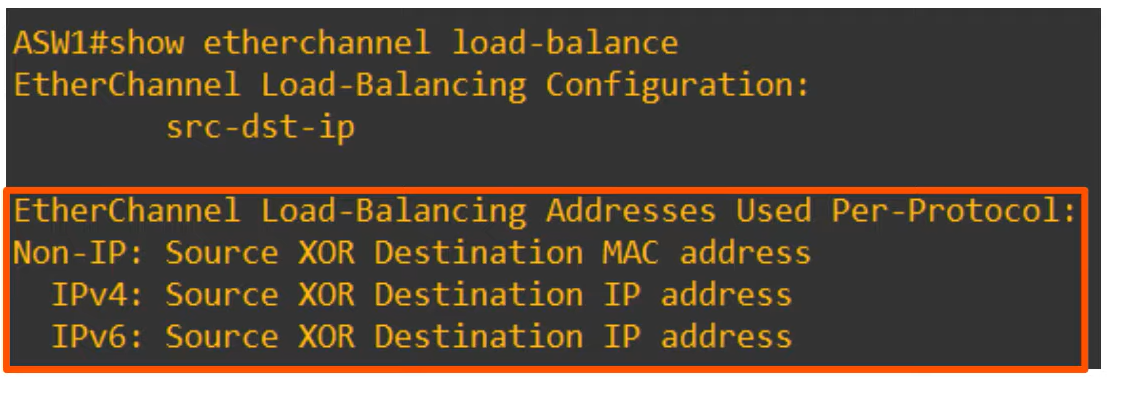 ASW1#show etherchannel load-balance
EtherChannel Load-Balancing Configuration:
        src-dst-ip
EtherChannel Load-Balancing Addresses Used Per-Protocol:
Non-IP: Source XOR Destination MAC address
  IPv4: Source XOR Destination IP address
  IPv6: Source XOR Destination IP address